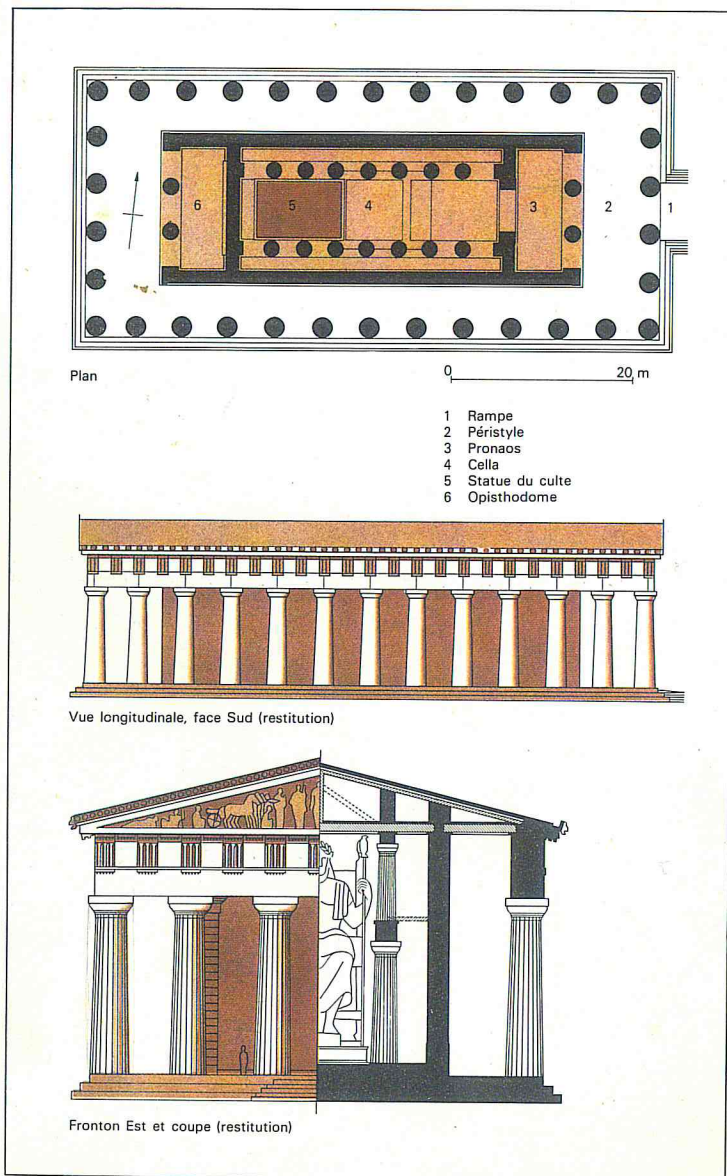 6
5
4
3
2
1
Plan
0 20 m
1 Rampe
2 Péristyle
3 Pronaos
4 Cella
5 Statue du culte
6 Opisthodome
Vue longitudinale, face Sud (restitution)
Fronton Est et coupe (restitution)